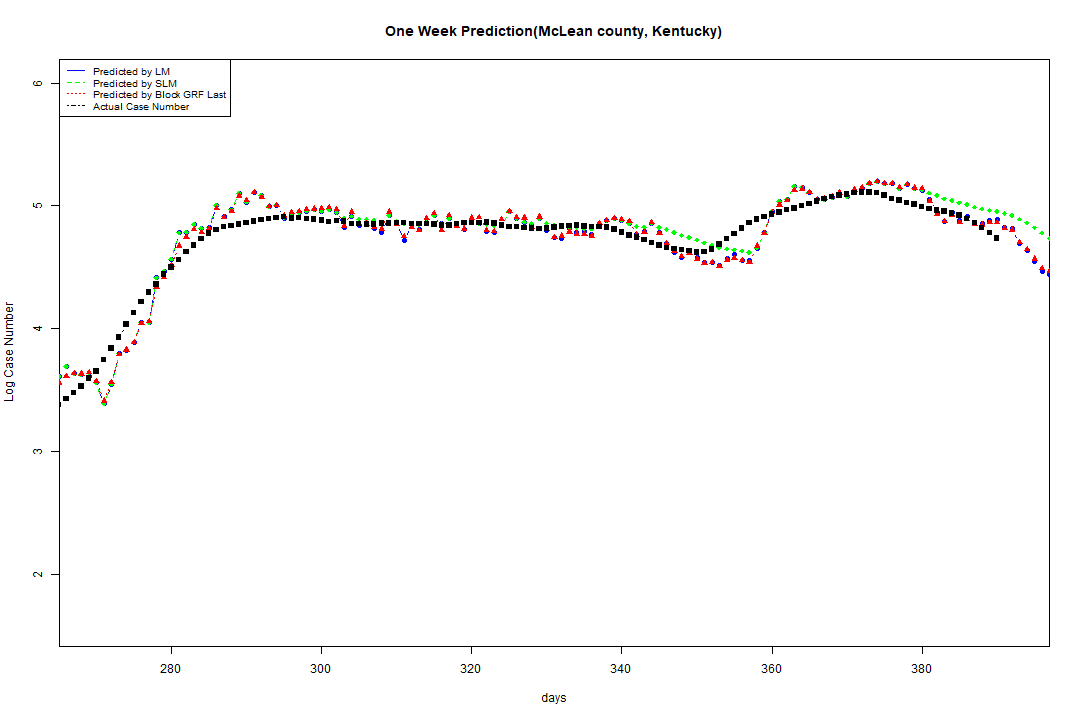 One Week Prediction(McLean county, Kentucky)
Predicted by LM
Predicted by SLM
Predicted by Block GRF Last
Actual Case Number
6
5
4
3
2
Log Case Number
280 300 320 340 360 380
days